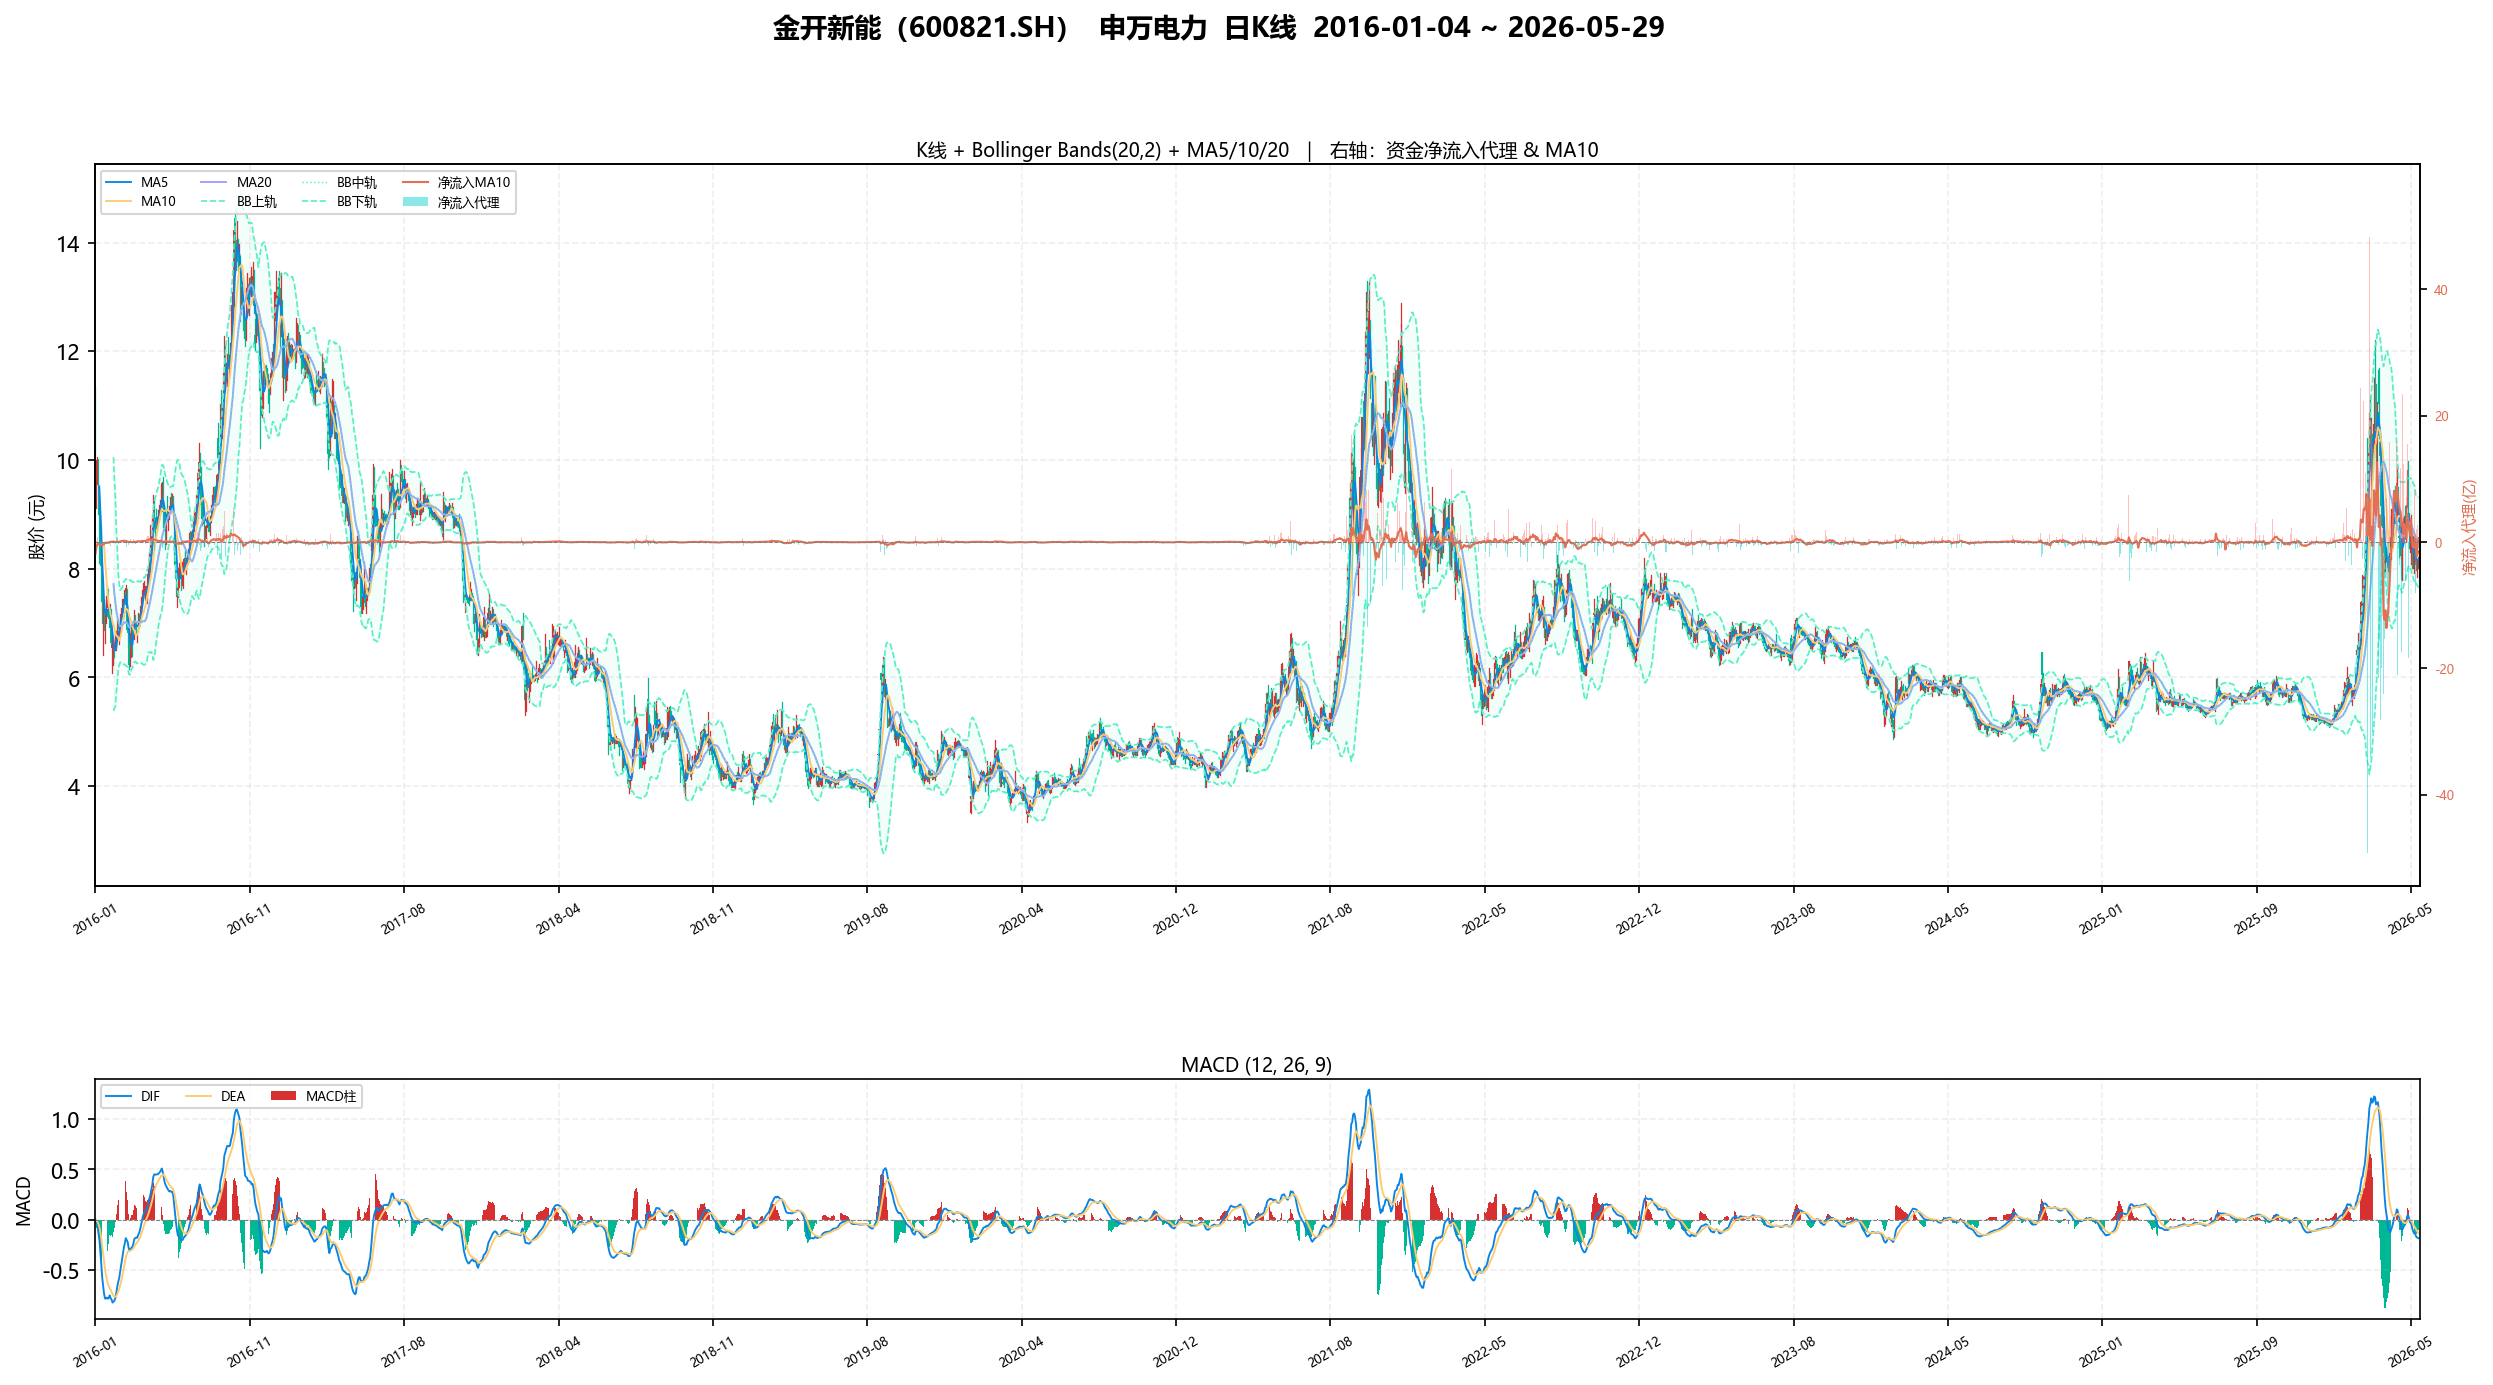 金开新能（600821.SH） 申万电力 日K线 2016-01-04 ~ 2026-05-29
K线 + Bollinger Bands(20,2) + MA5/10/20 | 右轴：资金净流入代理 & MA10
MA5 MA20 BB中轨 净流入MA10
MA10 BB上轨 BB下轨 净流入代理
股价 (元)
14
12
10
8
6
4
40
20
0
-20
-40
净流入代理(亿)
2016-01 2016-11 2017-08 2018-04 2018-11 2019-08 2020-04 2020-12 2021-08 2022-05 2022-12 2023-08 2024-05 2025-01 2025-09 2026-05
MACD (12, 26, 9)
DIF DEA MACD柱
MACD
1.0
0.5
0.0
-0.5
2016-01 2016-11 2017-08 2018-04 2018-11 2019-08 2020-04 2020-12 2021-08 2022-05 2022-12 2023-08 2024-05 2025-01 2025-09 2026-05